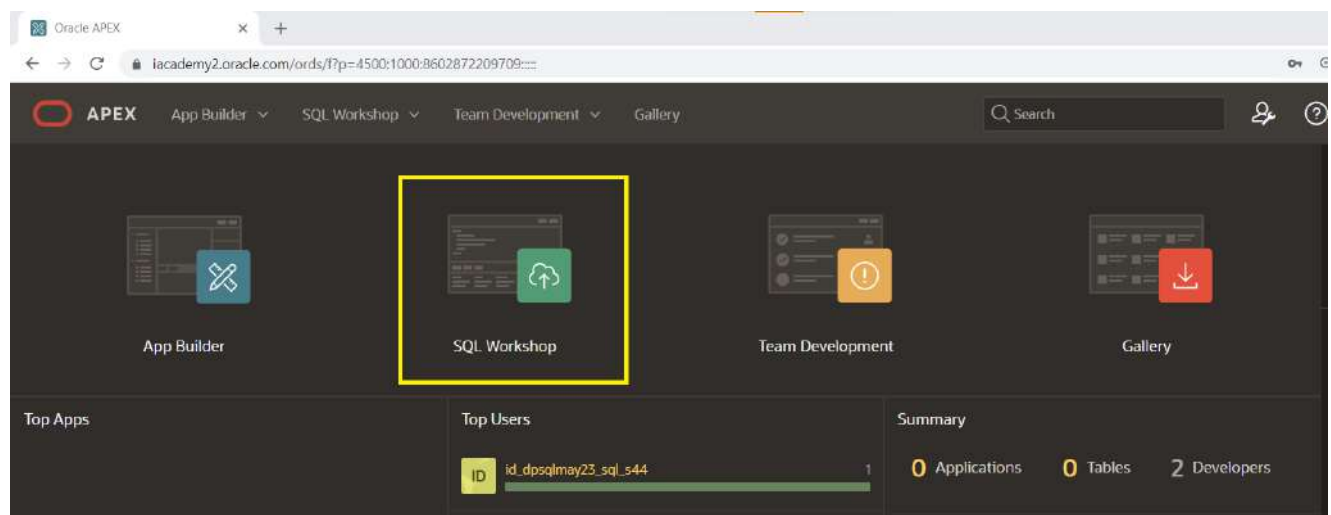 Oracle APEX
iacademy2.oracle.com/ords/f?p=4500:1000:8602872209709:::::
APEX App Builder SQL Workshop Team Development Gallery Search
App Builder SQL Workshop Team Development Gallery
Top Apps Top Users Summary
ID id_dpsqlmay23_sql_s44 1 0 Applications 0 Tables 2 Developers